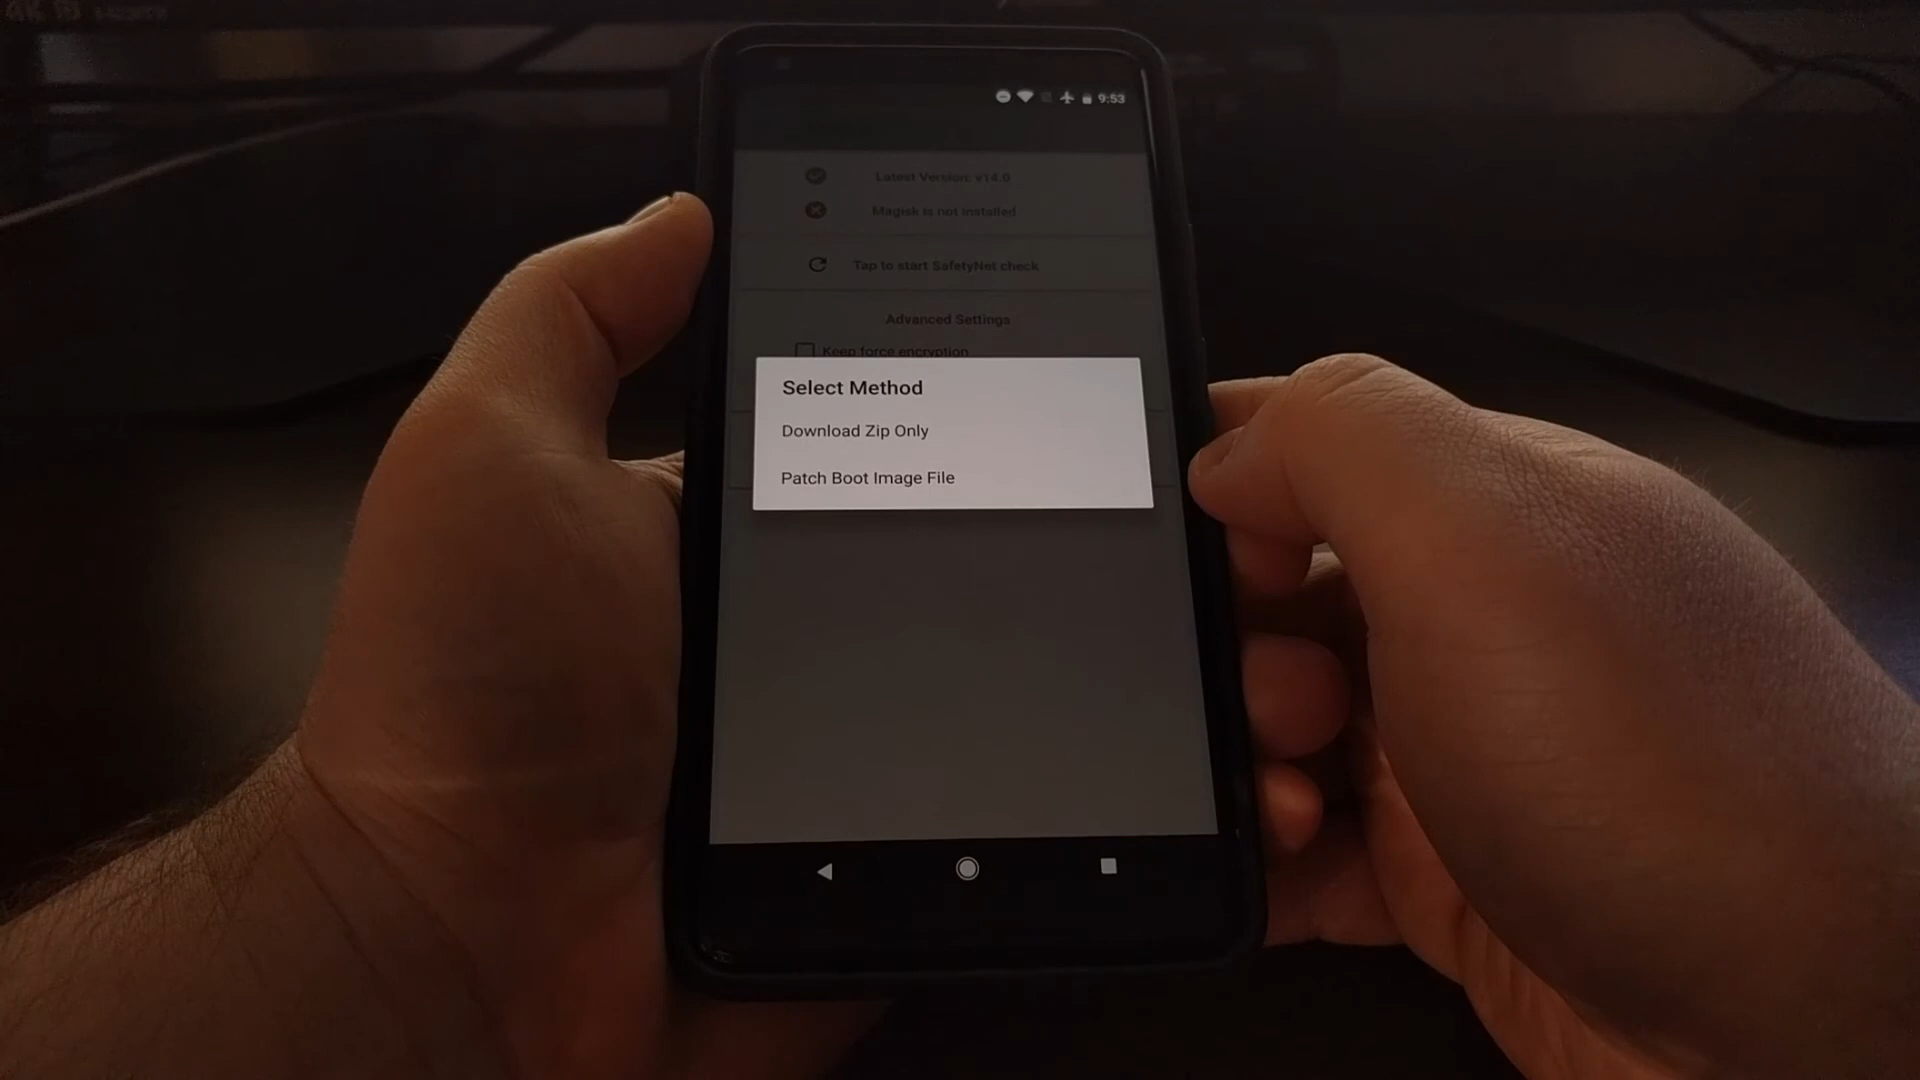 9:53
Latest Version: v14.0
Magisk is not installed
Tap to start SafetyNet check
Advanced Settings
Keep force encryption
Select Method
Download Zip Only
Patch Boot Image File